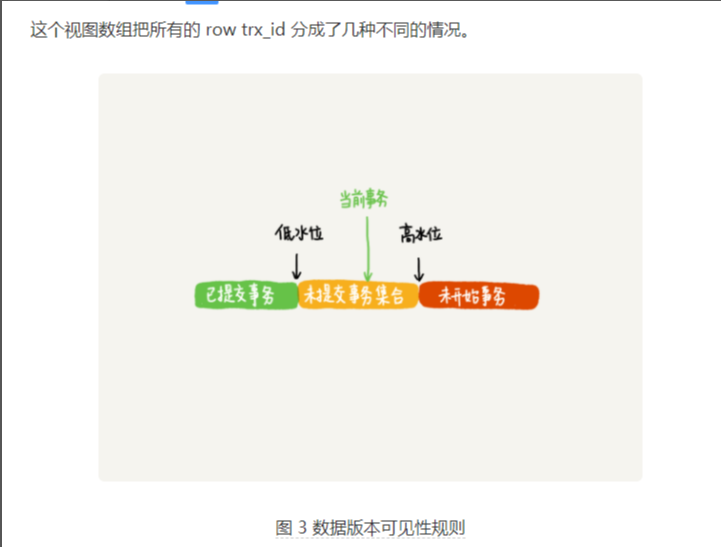 这个视图数组把所有的 row trx_id 分成了几种不同的情况。
当前事务
低水位
高水位
已提交事务
未提交事务集合
未开始事务
图 3 数据版本可见性规则